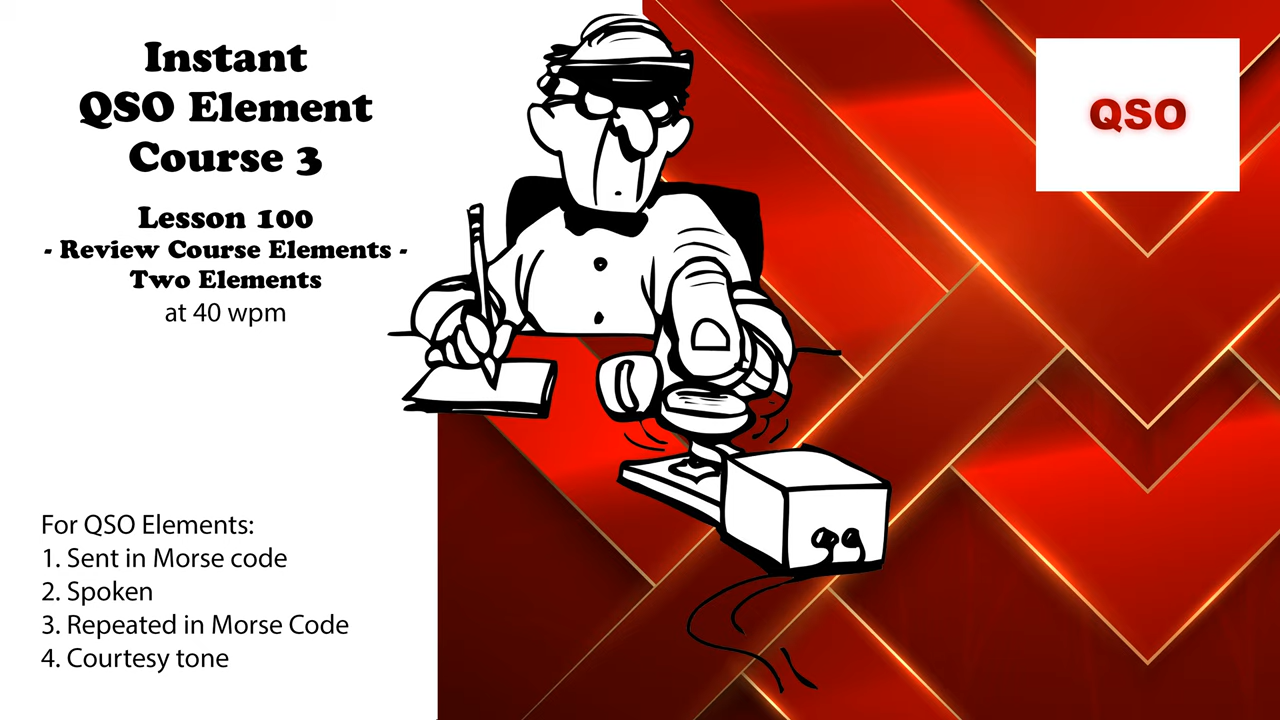 Instant
QSO Element
Course 3
Lesson 100
- Review Course Elements -
Two Elements
at 40 wpm
QSO
For QSO Elements:
1. Sent in Morse code
2. Spoken
3. Repeated in Morse Code
4. Courtesy tone